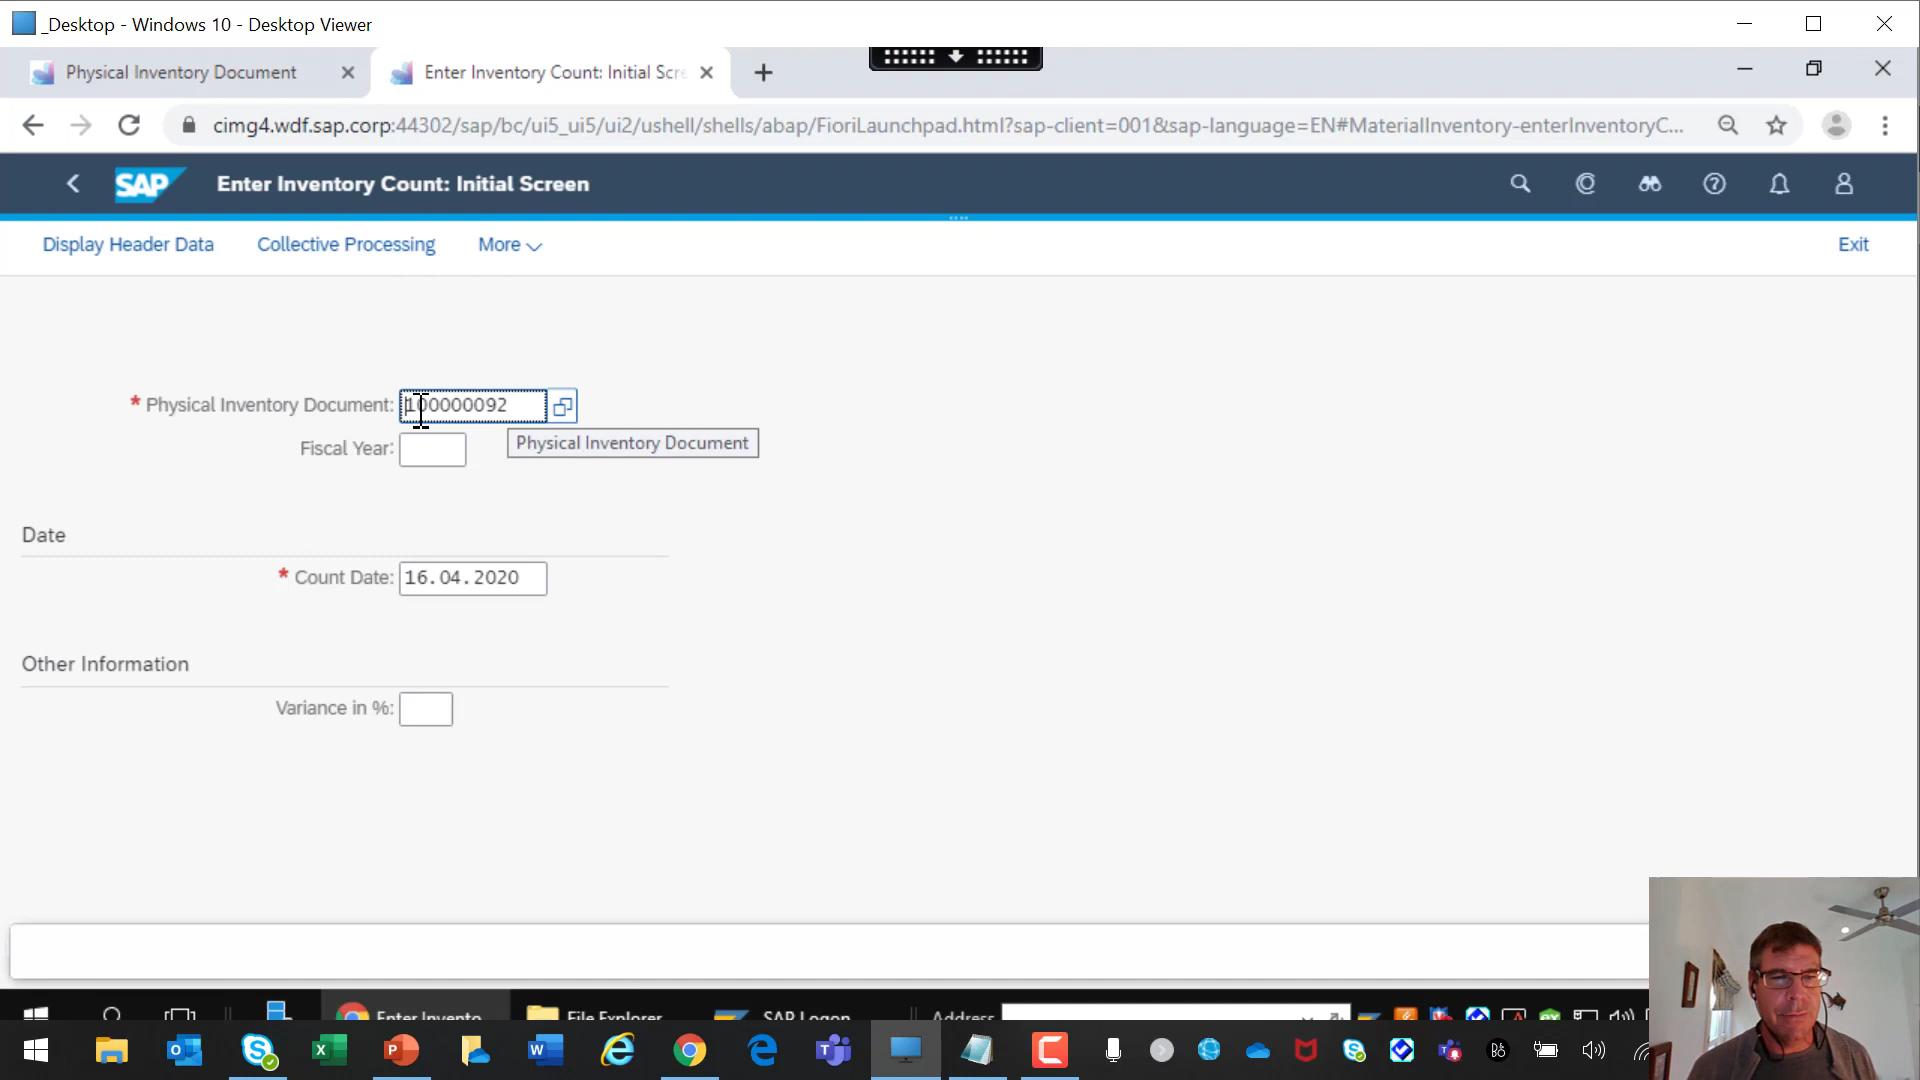 _Desktop - Windows 10 - Desktop Viewer
Physical Inventory Document
Enter Inventory Count: Initial Scre
cimg4.wdf.sap.corp:44302/sap/bc/ui5_ui5/ui2/ushell/shells/abap/FioriLaunchpad.html?sap-client=001&sap-language=EN#MaterialInventory-enterInventoryC...
SAP
Enter Inventory Count: Initial Screen
Display Header Data
Collective Processing
More
Exit
* Physical Inventory Document:
100000092
Fiscal Year:
Physical Inventory Document
Date
* Count Date:
16.04.2020
Other Information
Variance in %:
Enter Invento
File Explorer
SAP Logon
Address